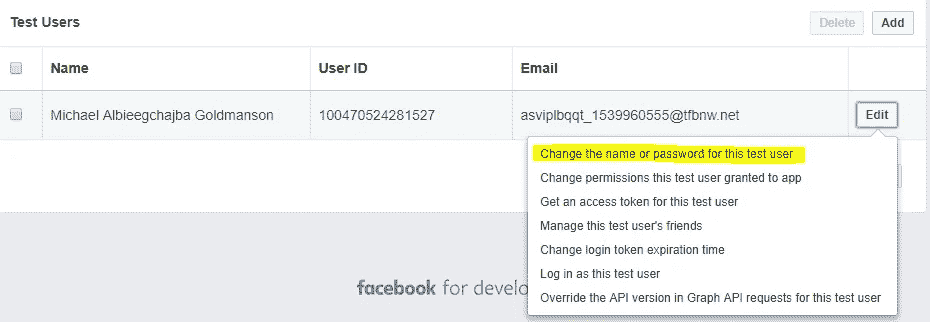 Test Users
Delete Add
Name User ID Email
Michael Albieegchajba Goldmanson 100470524281527 asviplbqqt_1539960555@tfbnw.net Edit
Change the name or password for this test user
Change permissions this test user granted to app
Get an access token for this test user
Manage this test user's friends
Change login token expiration time
Log in as this test user
Override the API version in Graph API requests for this test user
facebook for develo